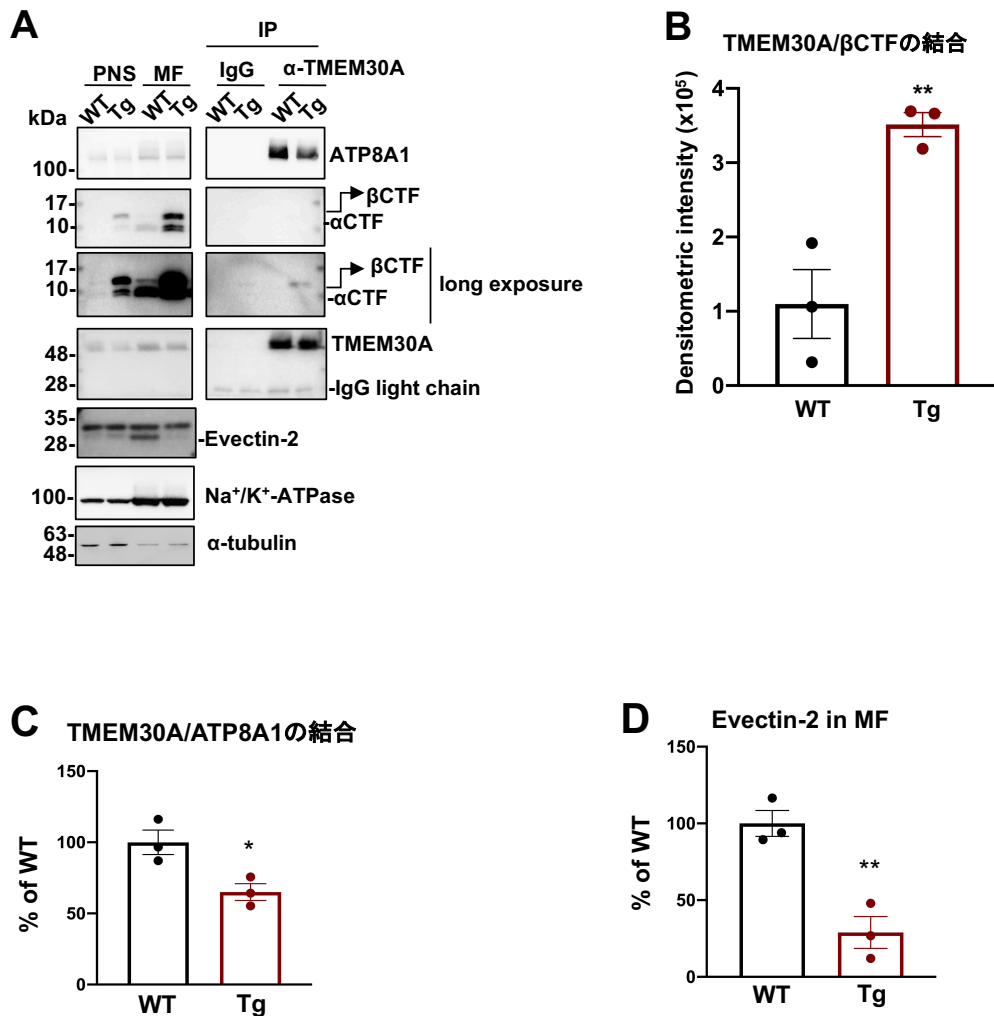 A
IP
PNS MF IgG α-TMEM30A
WT Tg WT Tg WT Tg WT Tg
kDa
100-
ATP8A1
17-
10-
βCTF
-αCTF
17-
10-
βCTF
-αCTF
long exposure
48-
28-
TMEM30A
-IgG light chain
35-
28-
-Evectin-2
100-
Na⁺/K⁺-ATPase
63-
48-
α-tubulin
B
TMEM30A/βCTFの結合
**
Densitometric intensity (x10⁵)
4
3
2
1
0
WT Tg
C
TMEM30A/ATP8A1の結合
% of WT
150
100
50
0
*
WT Tg
D
Evectin-2 in MF
% of WT
150
100
50
0
**
WT Tg